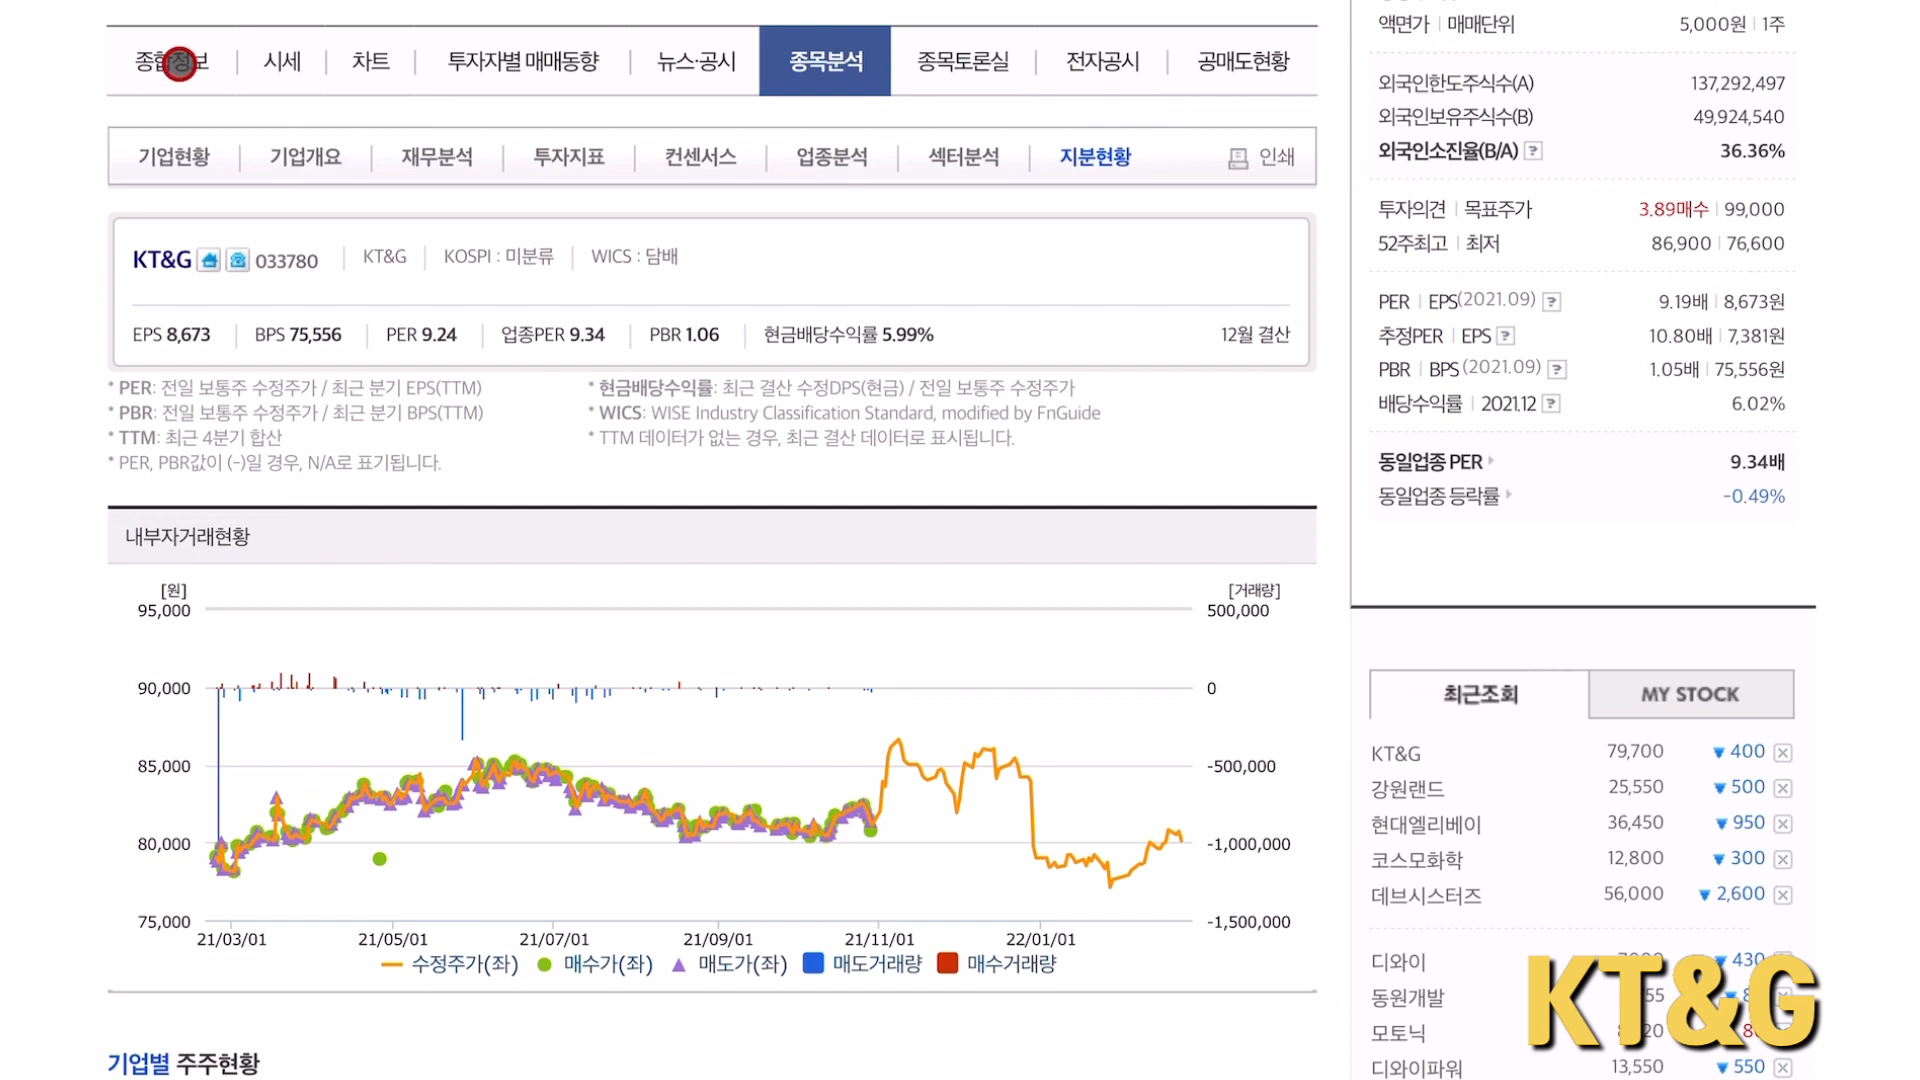 종합정보 시세 차트 투자자별 매매동향 뉴스·공시 종목분석 종목토론실 전자공시 공매도현황
기업현황 기업개요 재무분석 투자지표 컨센서스 업종분석 섹터분석 지분현황 인쇄
KT&G 033780 KT&G KOSPI : 미분류 WICS : 담배
EPS 8,673 BPS 75,556 PER 9.24 업종PER 9.34 PBR 1.06 현금배당수익률 5.99% 12월 결산
* PER: 전일 보통주 수정주가 / 최근 분기 EPS(TTM)
* PBR: 전일 보통주 수정주가 / 최근 분기 BPS(TTM)
* TTM: 최근 4분기 합산
* PER, PBR값이 (-)일 경우, N/A로 표기됩니다.
* 현금배당수익률: 최근 결산 수정DPS(현금) / 전일 보통주 수정주가
* WICS: WISE Industry Classification Standard, modified by FnGuide
* TTM 데이터가 없는 경우, 최근 결산 데이터로 표시됩니다.
내부자거래현황
[원] [거래량]
95,000 500,000
90,000 0
85,000 -500,000
80,000 -1,000,000
75,000 -1,500,000
21/03/01 21/05/01 21/07/01 21/09/01 21/11/01 22/01/01
수정주가(좌) 매수가(좌) 매도가(좌) 매도거래량 매수거래량
기업별 주주현황
액면가 | 매매단위 5,000원 | 1주
외국인한도주식수(A) 137,292,497
외국인보유주식수(B) 49,924,540
외국인소진율(B/A) ? 36.36%
투자의견 | 목표주가 3.89매수 | 99,000
52주최고 | 최저 86,900 | 76,600
PER | EPS(2021.09) ? 9.19배 | 8,673원
추정PER | EPS ? 10.80배 | 7,381원
PBR | BPS (2021.09) ? 1.05배 | 75,556원
배당수익률 | 2021.12 ? 6.02%
동일업종 PER 9.34배
동일업종 등락률 -0.49%
최근조회 MY STOCK
KT&G 79,700 ▼ 400
강원랜드 25,550 ▼ 500
현대엘리베이 36,450 ▼ 950
코스모화학 12,800 ▼ 300
데브시스터즈 56,000 ▼ 2,600
디와이 ▼ 430
동원개발
모토닉
디와이파워 13,550 ▼ 550
KT&G